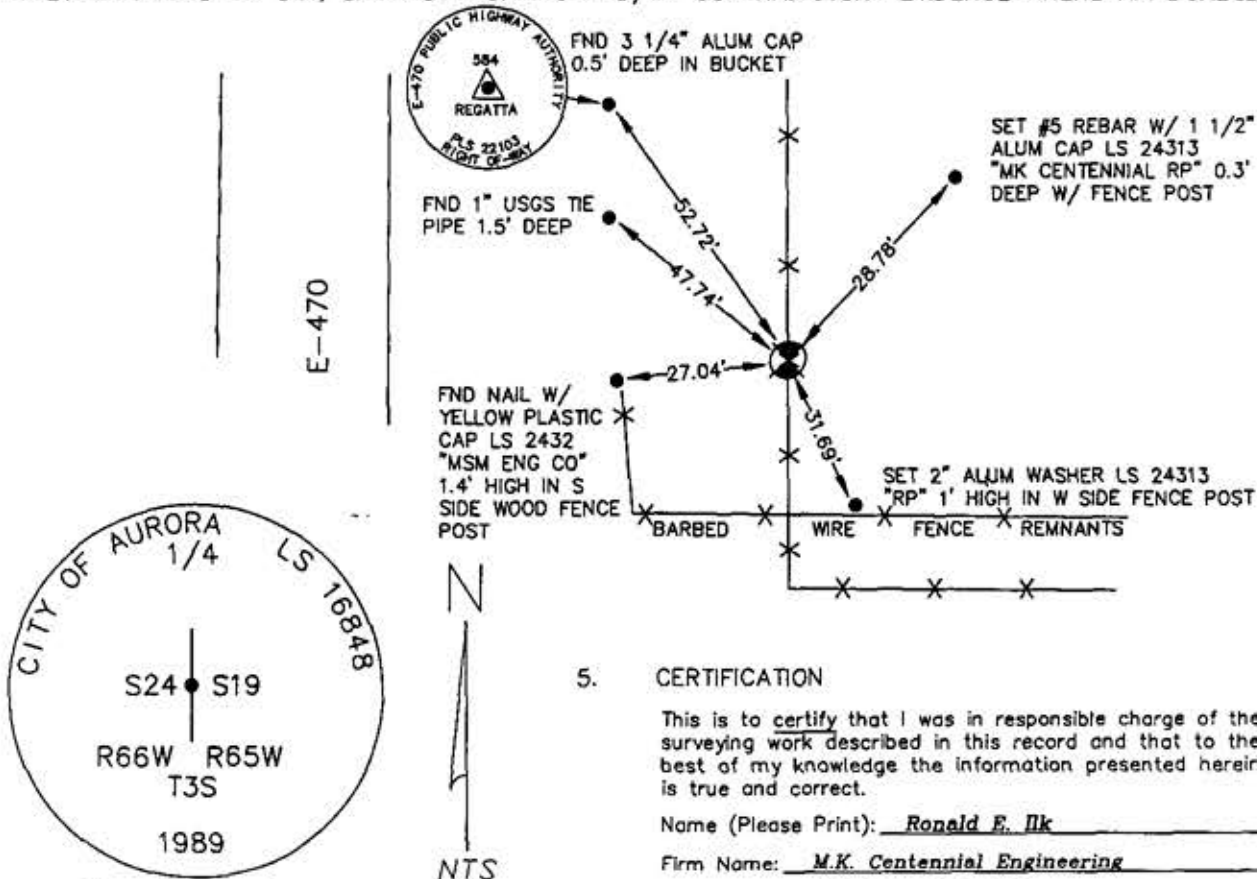 E-470 PUBLIC HIGHWAY AUTHORITY
584
REGATTA
PLS 22103
RIGHT OF-WAY
FND 3 1/4" ALUM CAP
0.5' DEEP IN BUCKET
SET #5 REBAR W/ 1 1/2"
ALUM CAP LS 24313
"MK CENTENNIAL RP" 0.3'
DEEP W/ FENCE POST
FND 1" USGS TIE
PIPE 1.5' DEEP
52.72'
47.74'
28.78'
E-470
27.04'
31.69'
FND NAIL W/
YELLOW PLASTIC
CAP LS 2432
"MSM ENG CO"
1.4' HIGH IN S
SIDE WOOD FENCE
POST
SET 2" ALUM WASHER LS 24313
"RP" 1' HIGH IN W SIDE FENCE POST
BARBED WIRE FENCE REMNANTS
CITY OF AURORA LS 16848
1/4
S24 S19
R66W R65W
T3S
1989
N
NTS
5. CERTIFICATION
This is to certify that I was in responsible charge of the
surveying work described in this record and that to the
best of my knowledge the information presented herein
is true and correct.
Name (Please Print): Ronald E. Ilk
Firm Name: M.K. Centennial Engineering